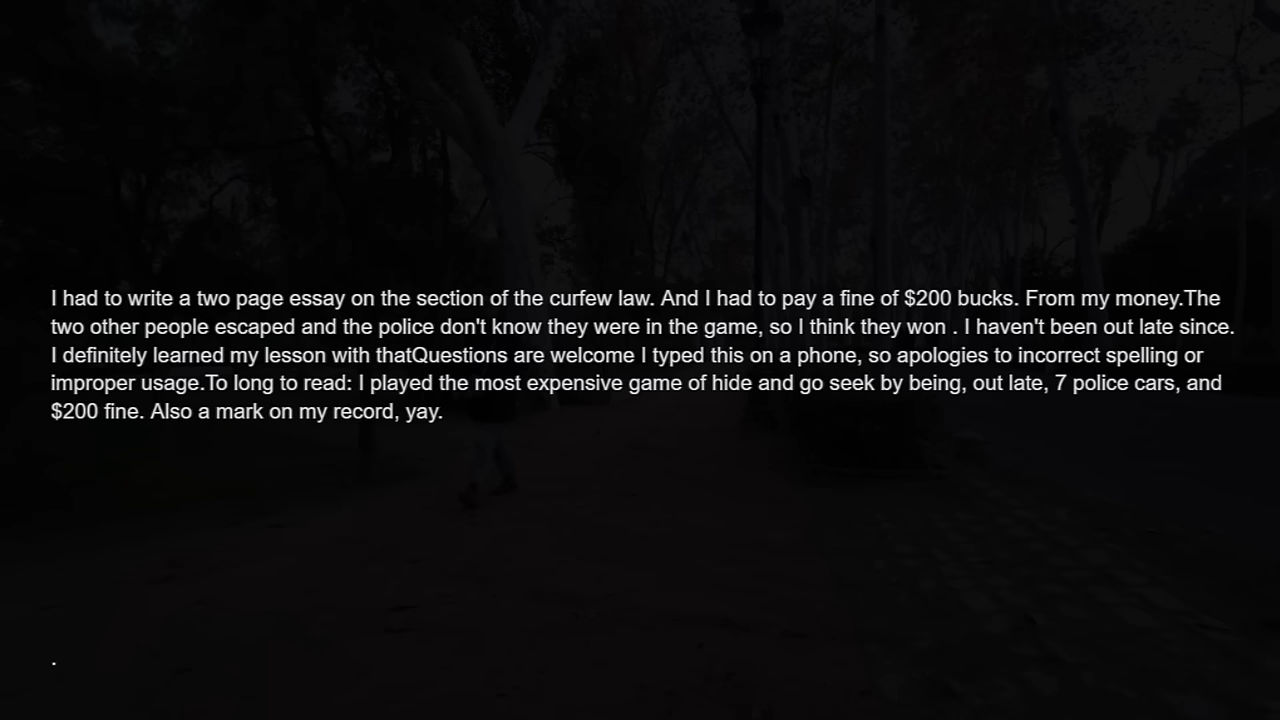 I had to write a two page essay on the section of the curfew law. And I had to pay a fine of $200 bucks. From my money.The
two other people escaped and the police don't know they were in the game, so I think they won . I haven't been out late since.
I definitely learned my lesson with thatQuestions are welcome I typed this on a phone, so apologies to incorrect spelling or
improper usage.To long to read: I played the most expensive game of hide and go seek by being, out late, 7 police cars, and
$200 fine. Also a mark on my record, yay.
.